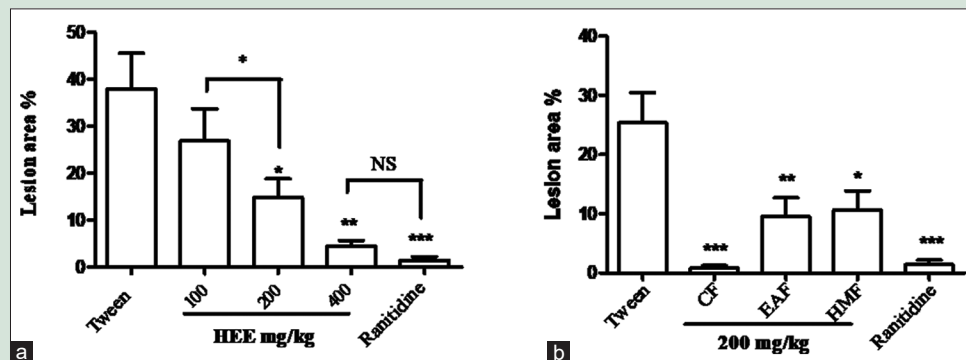 50
40
30
20
10
0
Lesion area %
*
*
NS
**
***
Tween
100
200
400
Ranitidine
HEE mg/kg
a
40
30
20
10
0
Lesion area %
***
**
*
***
Tween
CF
EAF
HMF
Ranitidine
200 mg/kg
b